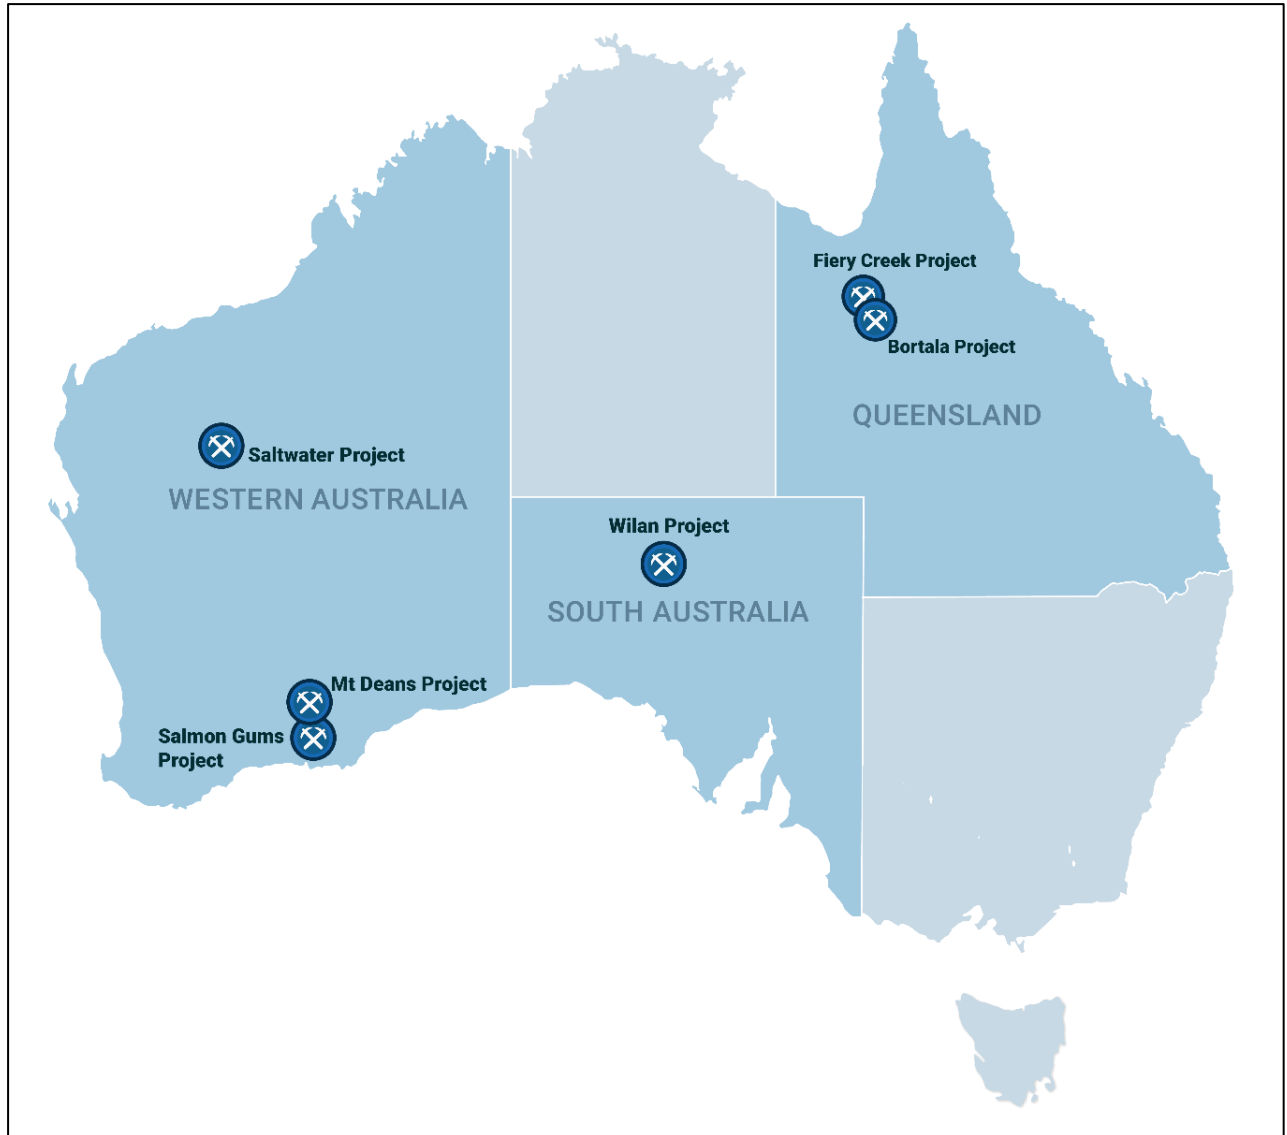 Fiery Creek Project
Bortala Project
QUEENSLAND
Saltwater Project
WESTERN AUSTRALIA
Wilan Project
SOUTH AUSTRALIA
Mt Deans Project
Salmon Gums
Project